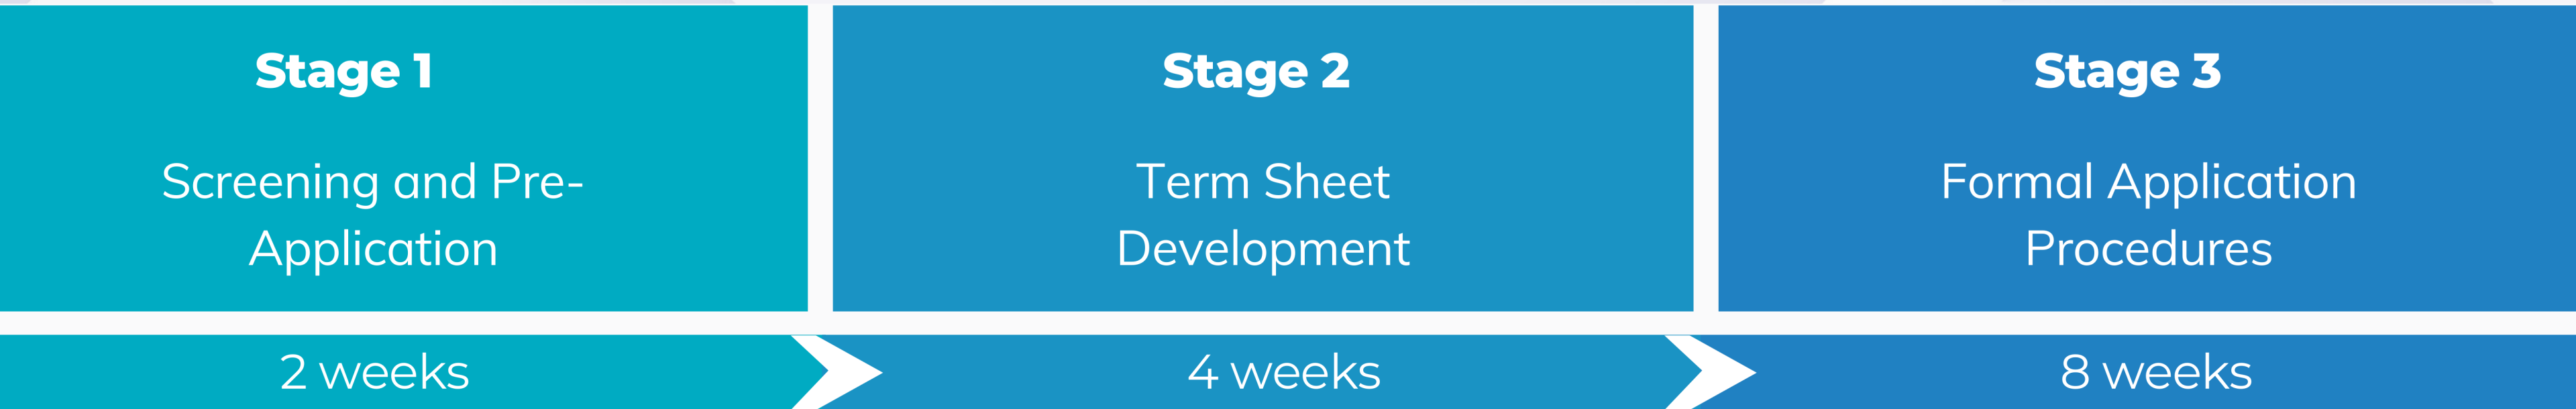 Stage 1
Screening and Pre-
Application
Stage 2
Term Sheet
Development
Stage 3
Formal Application
Procedures
2 weeks
4 weeks
8 weeks